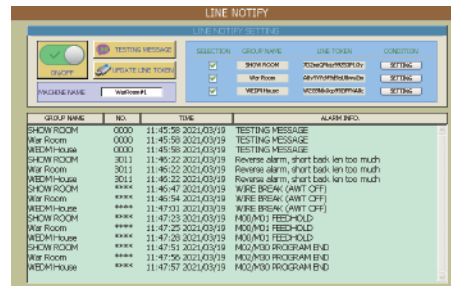 LINE NOTIFY
LINE NOTIFY SETTING
ON/OFF
TESTING MESSAGE
UPDATE LINE TOKEN
MACHINE NAME WarRoom#1
SELECTION GROUP NAME LINE TOKEN CONDITION
SHOW ROOM SETTING
War Room SETTING
WEDM House SETTING
GROUP NAME NO. TIME ALARM INFO.
SHOW ROOM 0000 11:45:58 2021/03/19 TESTING MESSAGE
War Room 0000 11:45:58 2021/03/19 TESTING MESSAGE
WEDM House 0000 11:45:58 2021/03/19 TESTING MESSAGE
SHOW ROOM 3011 11:46:22 2021/03/19 Reverse alarm, short back len too much
War Room 3011 11:46:22 2021/03/19 Reverse alarm, short back len too much
WEDM House 3011 11:46:22 2021/03/19 Reverse alarm, short back len too much
SHOW ROOM **** 11:46:47 2021/03/19 WIRE BREAK (AWT OFF)
War Room **** 11:46:54 2021/03/19 WIRE BREAK (AWT OFF)
WEDM House **** 11:47:01 2021/03/19 WIRE BREAK (AWT OFF)
SHOW ROOM **** 11:47:23 2021/03/19 M00/M01 FEEDHOLD
War Room **** 11:47:25 2021/03/19 M00/M01 FEEDHOLD
WEDM House **** 11:47:28 2021/03/19 M00/M01 FEEDHOLD
SHOW ROOM **** 11:47:51 2021/03/19 M02/M30 PROGRAM END
War Room **** 11:47:56 2021/03/19 M02/M30 PROGRAM END
WEDM House **** 11:47:57 2021/03/19 M02/M30 PROGRAM END